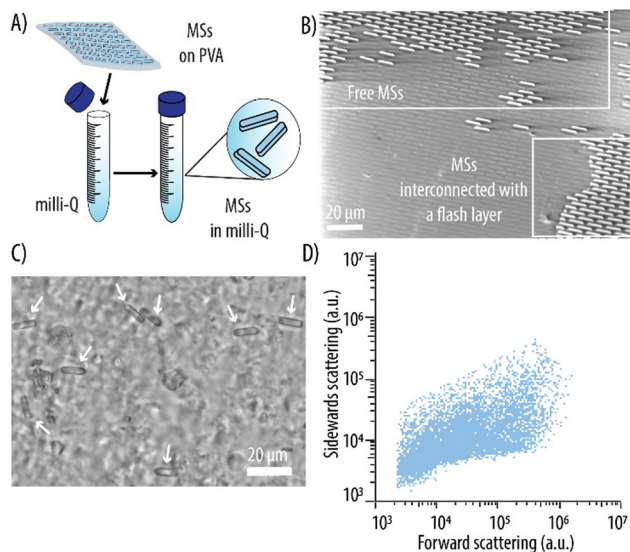 A)
MSs
on PVA
milli-Q
MSs
in milli-Q
B)
Free MSs
MSs
interconnected with
a flash layer
20 µm
C)
20 µm
D)
Sidewards scattering (a.u.)
10⁷
10⁶
10⁵
10⁴
10³
10³ 10⁴ 10⁵ 10⁶ 10⁷
Forward scattering (a.u.)